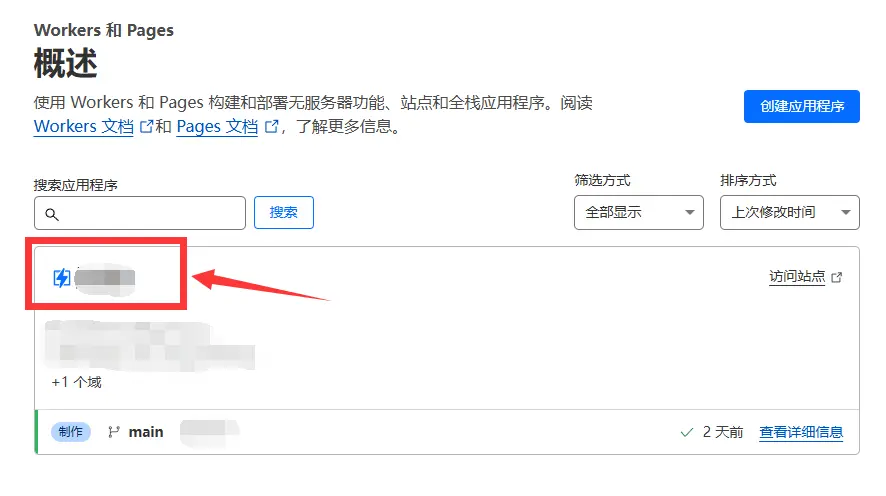 Workers 和 Pages
概述
使用 Workers 和 Pages 构建和部署无服务器功能、站点和全栈应用程序。阅读
Workers 文档 和 Pages 文档 ，了解更多信息。
创建应用程序
搜索应用程序
筛选方式
排序方式
搜索
全部显示
上次修改时间
访问站点
+1 个域
制作 main
2 天前 查看详细信息